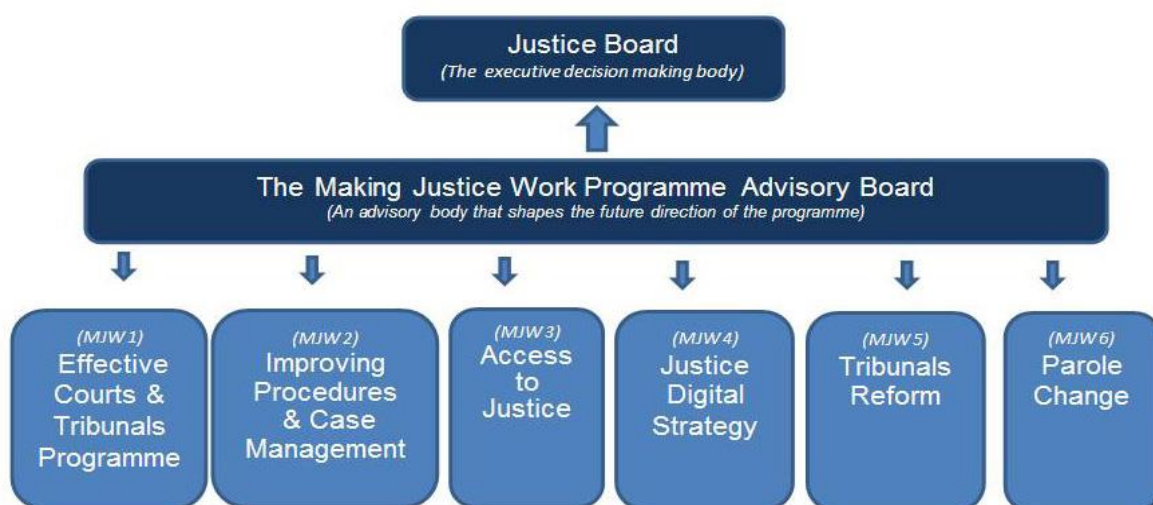 Justice Board
(The executive decision making body)
The Making Justice Work Programme Advisory Board
(An advisory body that shapes the future direction of the programme)
(MJW 1)
Effective
Courts &
Tribunals
Programme
(MJW 2)
Improving
Procedures
& Case
Management
(MJW 3)
Access
to
Justice
(MJW 4)
Justice
Digital
Strategy
(MJW 5)
Tribunals
Reform
(MJW 6)
Parole
Change